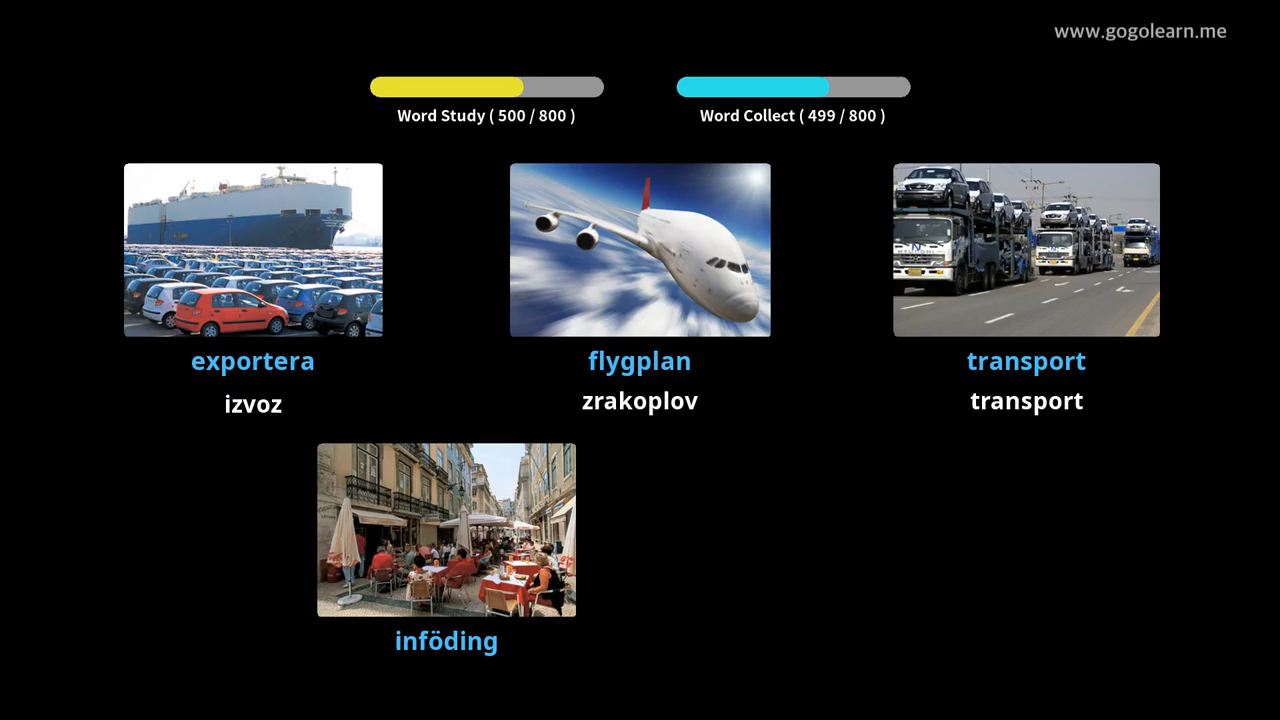 www.gogolearn.me
Word Study ( 500 / 800 )
Word Collect ( 499 / 800 )
exportera
flygplan
transport
izvoz
zrakoplov
transport
inföding